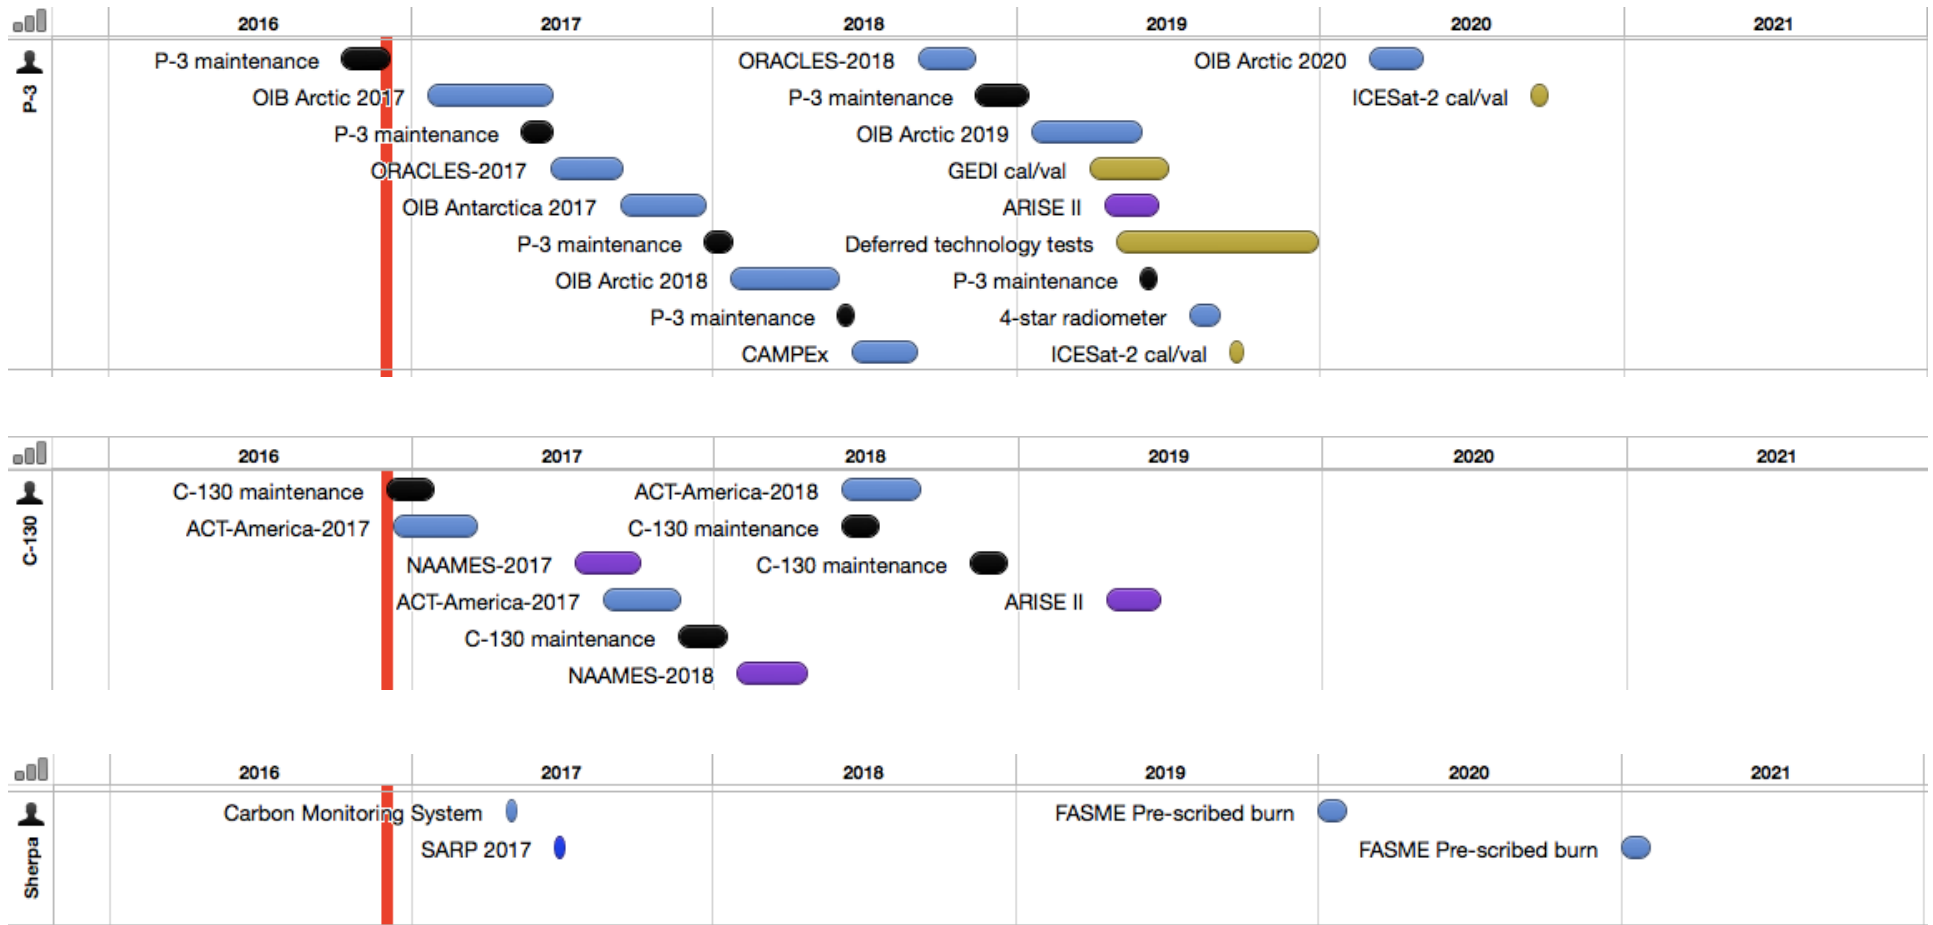 2016 2017 2018 2019 2020 2021
P-3
P-3 maintenance ORACLES-2018 OIB Arctic 2020
OIB Arctic 2017 P-3 maintenance ICESat-2 cal/val
P-3 maintenance OIB Arctic 2019
ORACLES-2017 GEDI cal/val
OIB Antarctica 2017 ARISE II
P-3 maintenance Deferred technology tests
OIB Arctic 2018 P-3 maintenance
P-3 maintenance 4-star radiometer
CAMPEx ICESat-2 cal/val
2016 2017 2018 2019 2020 2021
C-130
C-130 maintenance ACT-America-2018
ACT-America-2017 C-130 maintenance
NAAMES-2017 C-130 maintenance
ACT-America-2017 ARISE II
C-130 maintenance
NAAMES-2018
2016 2017 2018 2019 2020 2021
Sherpa
Carbon Monitoring System FASME Pre-scribed burn
SARP 2017 FASME Pre-scribed burn